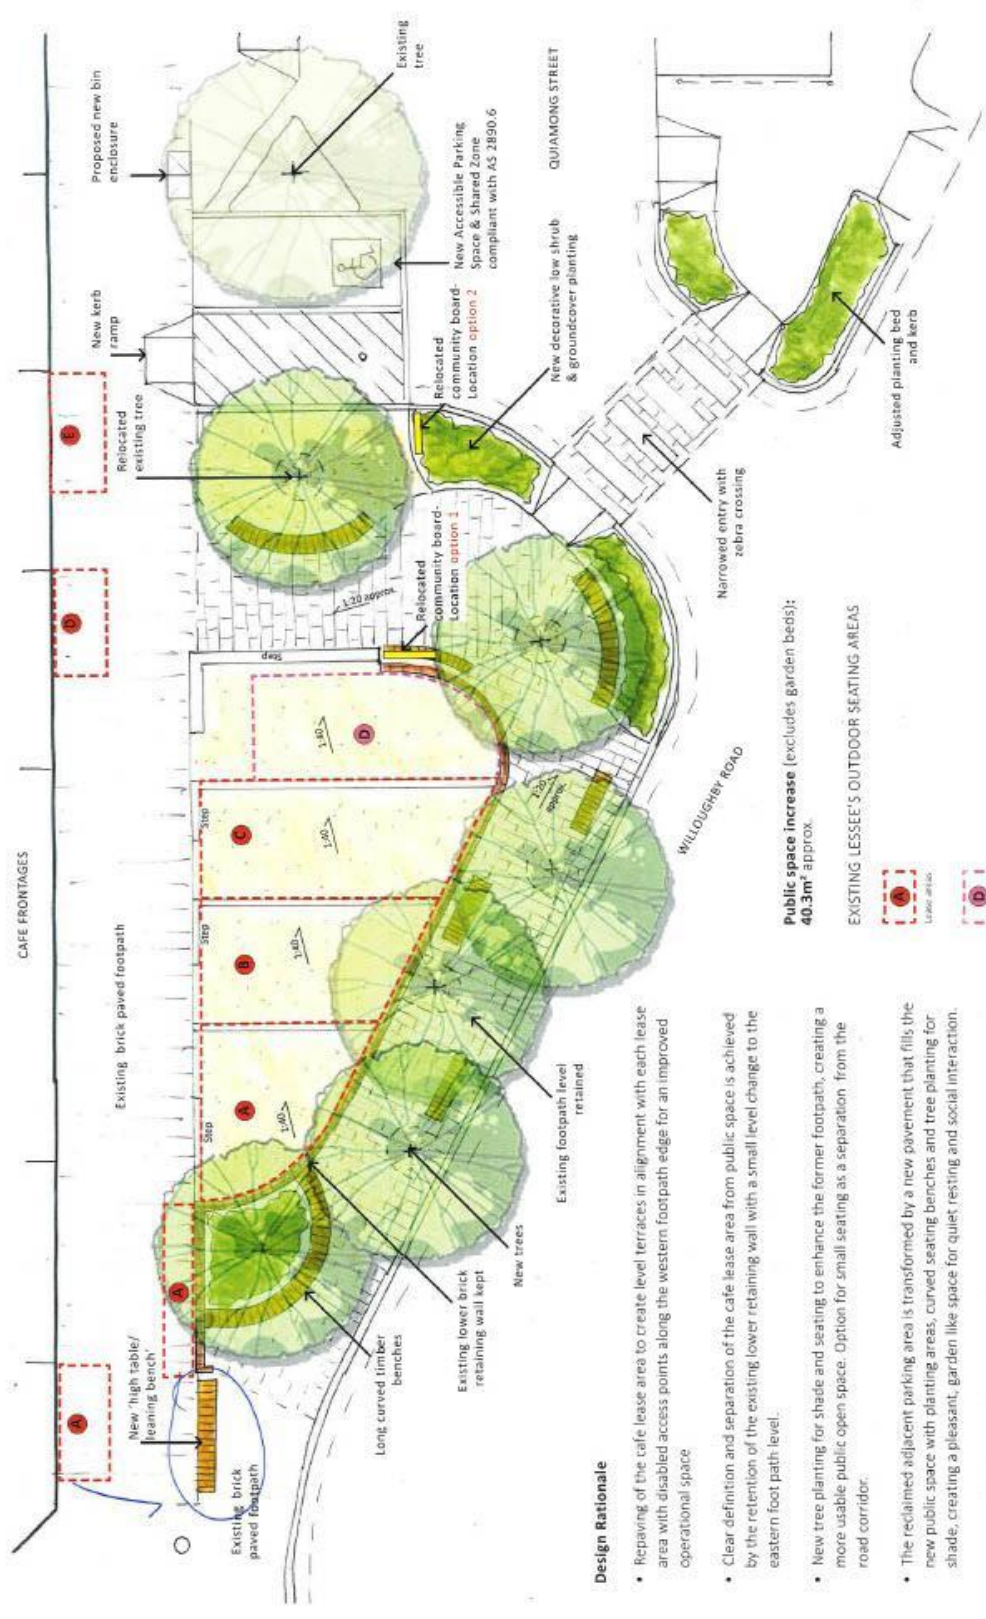 CAFE FRONTAGES
A
A
D
E
Existing brick paved footpath
Proposed new bin
enclosure
New kerb
ramp
Relocated
existing tree
Existing
tree
New 'high table/
leaning bench'
Existing brick
paved footpath
Step
A
1:40
Step
B
1:40
Step
C
1:40
D
1:40
Step
1:20 approx
1:20
approx
New Accessible Parking
Space & Shared Zone
compliant with AS 2890.6
Relocated
community board-
Location option 2
Relocated
community board-
Location option 1
New decorative low shrub
& groundcover planting
QUIAMONG STREET
Long curved timber
benches
Existing lower brick
retaining wall kept
New trees
Existing footpath level
retained
WILLOUGHBY ROAD
Narrowed entry with
zebra crossing
Adjusted planting bed
and kerb
Design Rationale
• Repaving of the cafe lease area to create level terraces in alignment with each lease
area with disabled access points along the western footpath edge for an improved
operational space
• Clear definition and separation of the cafe lease area from public space is achieved
by the retention of the existing lower retaining wall with a small level change to the
eastern foot path level.
• New tree planting for shade and seating to enhance the former footpath, creating a
more usable public open space. Option for small seating as a separation from the
road corridor.
• The reclaimed adjacent parking area is transformed by a new pavement that fills the
new public space with planting areas, curved seating benches and tree planting for
shade, creating a pleasant, garden like space for quiet resting and social interaction.
Public space increase (excludes garden beds):
40.3m² approx.
EXISTING LESSEE'S OUTDOOR SEATING AREAS
A
Lease areas
D